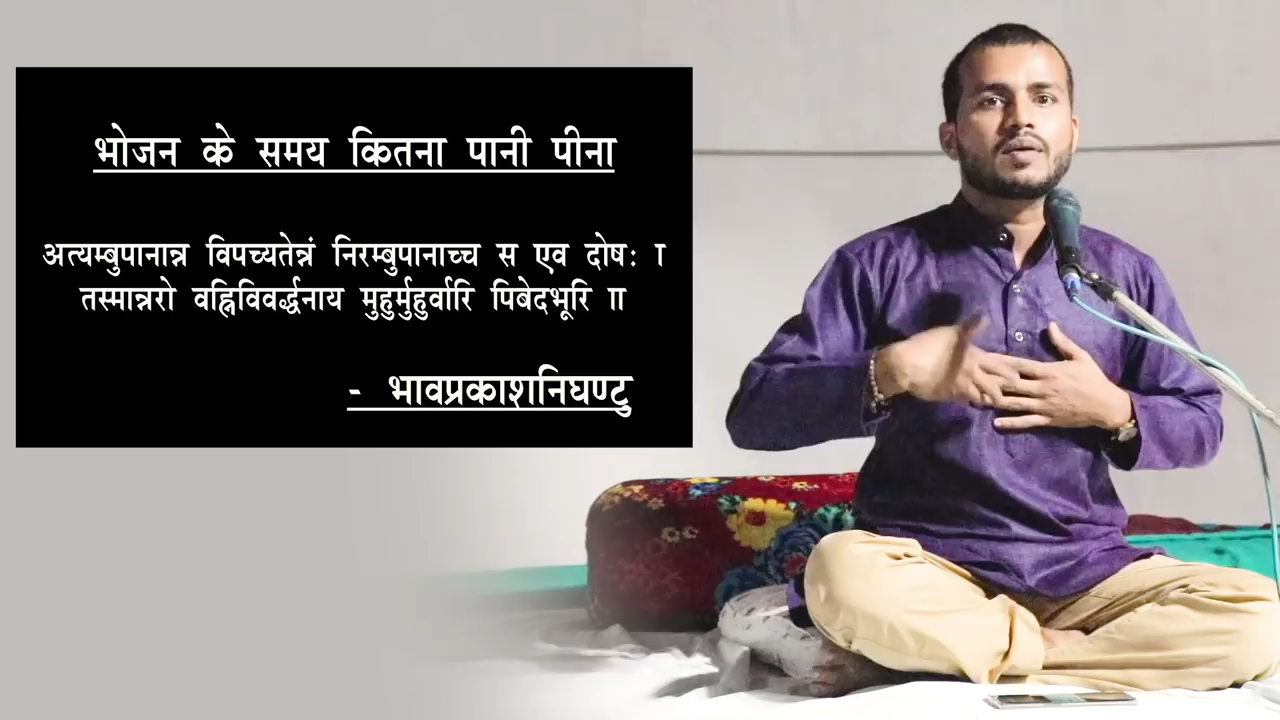 भोजन के समय कितना पानी पीना
अत्यम्बुपानान्न विपच्यतेन्नं निरम्बुपानाच्च स एव दोषः ।
तस्मान्नरो वह्निविवर्द्धनाय मुहुर्मुहुर्वारि पिबेदभूरि ॥
- भावप्रकाशनिघण्टु